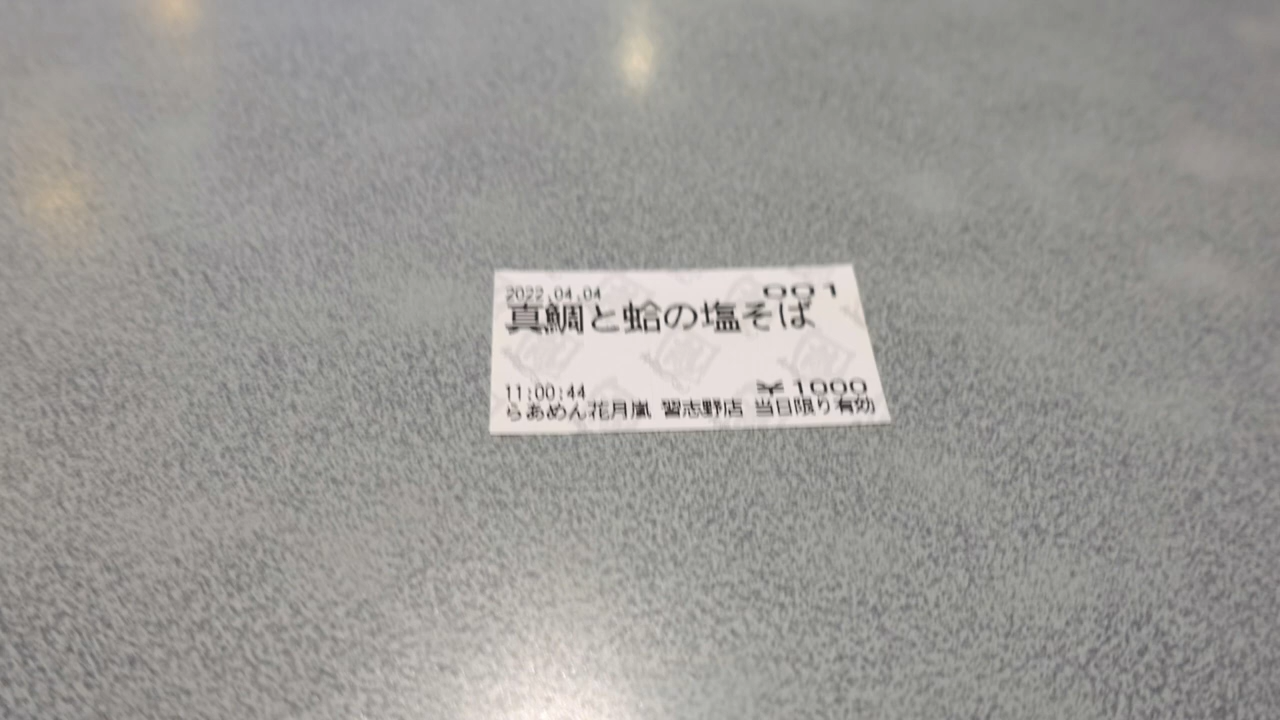 2022.04.04 001
真鯛と蛤の塩そば
11:00:44 ¥1000
らあめん花月嵐 習志野店 当日限り有効